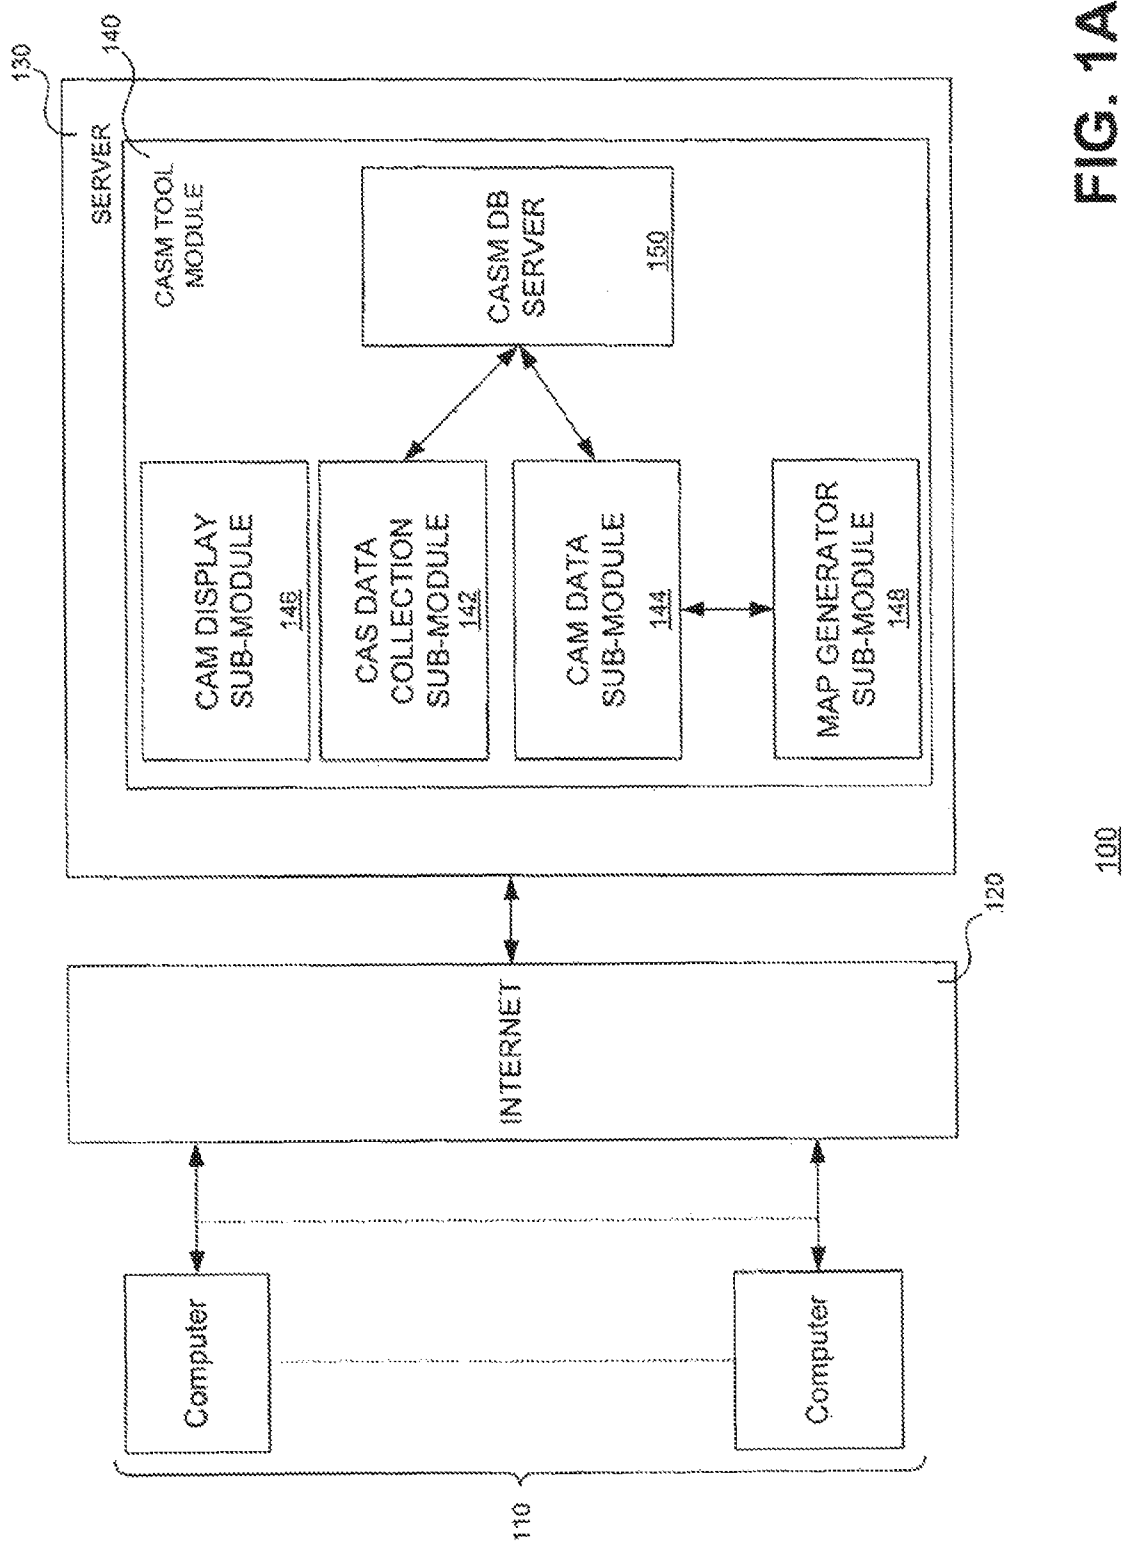 130
140
SERVER
CASM TOOL
MODULE
CAM DISPLAY
SUB-MODULE
146
CAS DATA
COLLECTION
SUB-MODULE
142
CAM DATA
SUB-MODULE
144
MAP GENERATOR
SUB-MODULE
148
CASM DB
SERVER
150
INTERNET
120
Computer
Computer
110
100
FIG. 1A